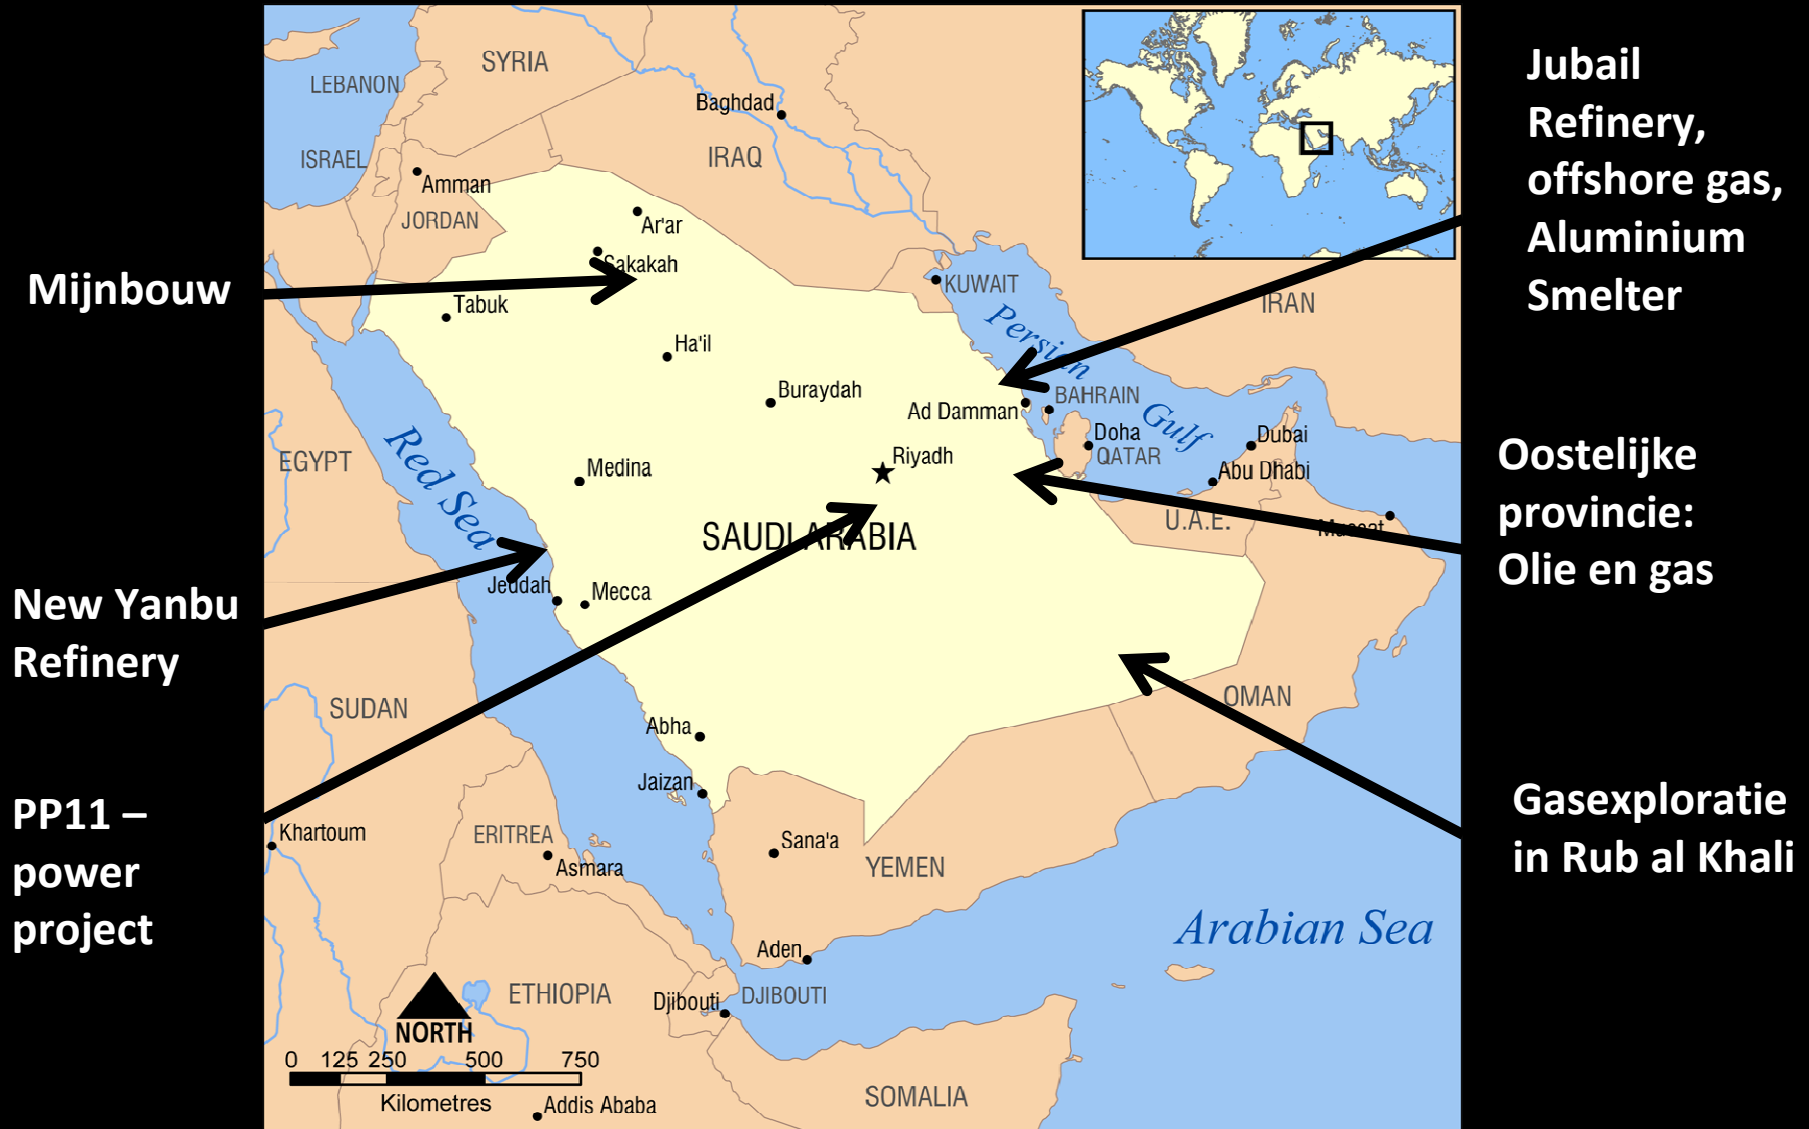 Mijnbouw
New Yanbu
Refinery
PP11 –
power
project
Jubail
Refinery,
offshore gas,
Aluminium
Smelter
Oostelijke
provincie:
Olie en gas
Gasexploratie
in Rub al Khali
SYRIA
LEBANON
Baghdad
IRAQ
ISRAEL
Amman
JORDAN
Ar'ar
Sakakah
KUWAIT
IRAN
Tabuk
Persian
Gulf
Ha'il
Buraydah
Ad Damman
BAHRAIN
Doha
QATAR
Dubai
Abu Dhabi
EGYPT
Red Sea
Medina
Riyadh
U.A.E.
Muscat
SAUDI ARABIA
Jeddah
Mecca
OMAN
SUDAN
Abha
Jaizan
Khartoum
ERITREA
Asmara
Sana'a
YEMEN
Arabian Sea
Aden
ETHIOPIA
Djibouti
DJIBOUTI
NORTH
0 125 250 500 750
Kilometres
Addis Ababa
SOMALIA